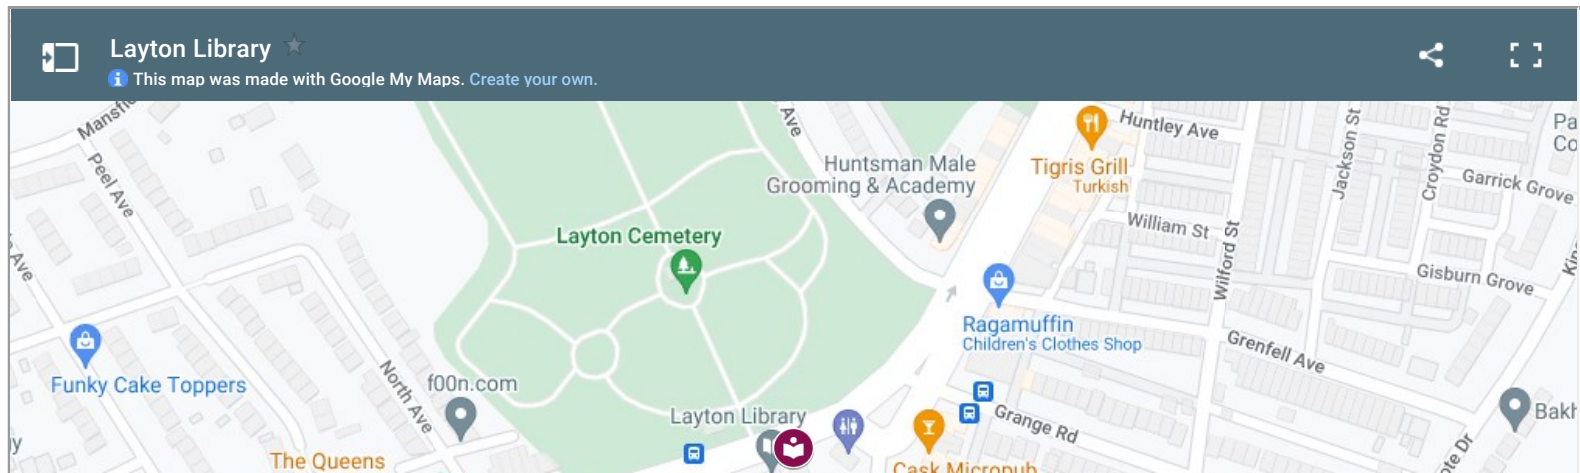 Layton Library
This map was made with Google My Maps. Create your own.
Ave
Huntley Ave
Jackson St
Croydon Rd
Peel Ave
Huntsman Male
Grooming & Academy
Tigris Grill
Turkish
Garrick Grove
William St
Wilford St
Layton Cemetery
Ave
Gisburn Grove
Ragamuffin
Children's Clothes Shop
Grenfell Ave
Funky Cake Toppers
North Ave
f00n.com
Layton Library
Grange Rd
The Queens
Cask Micropub